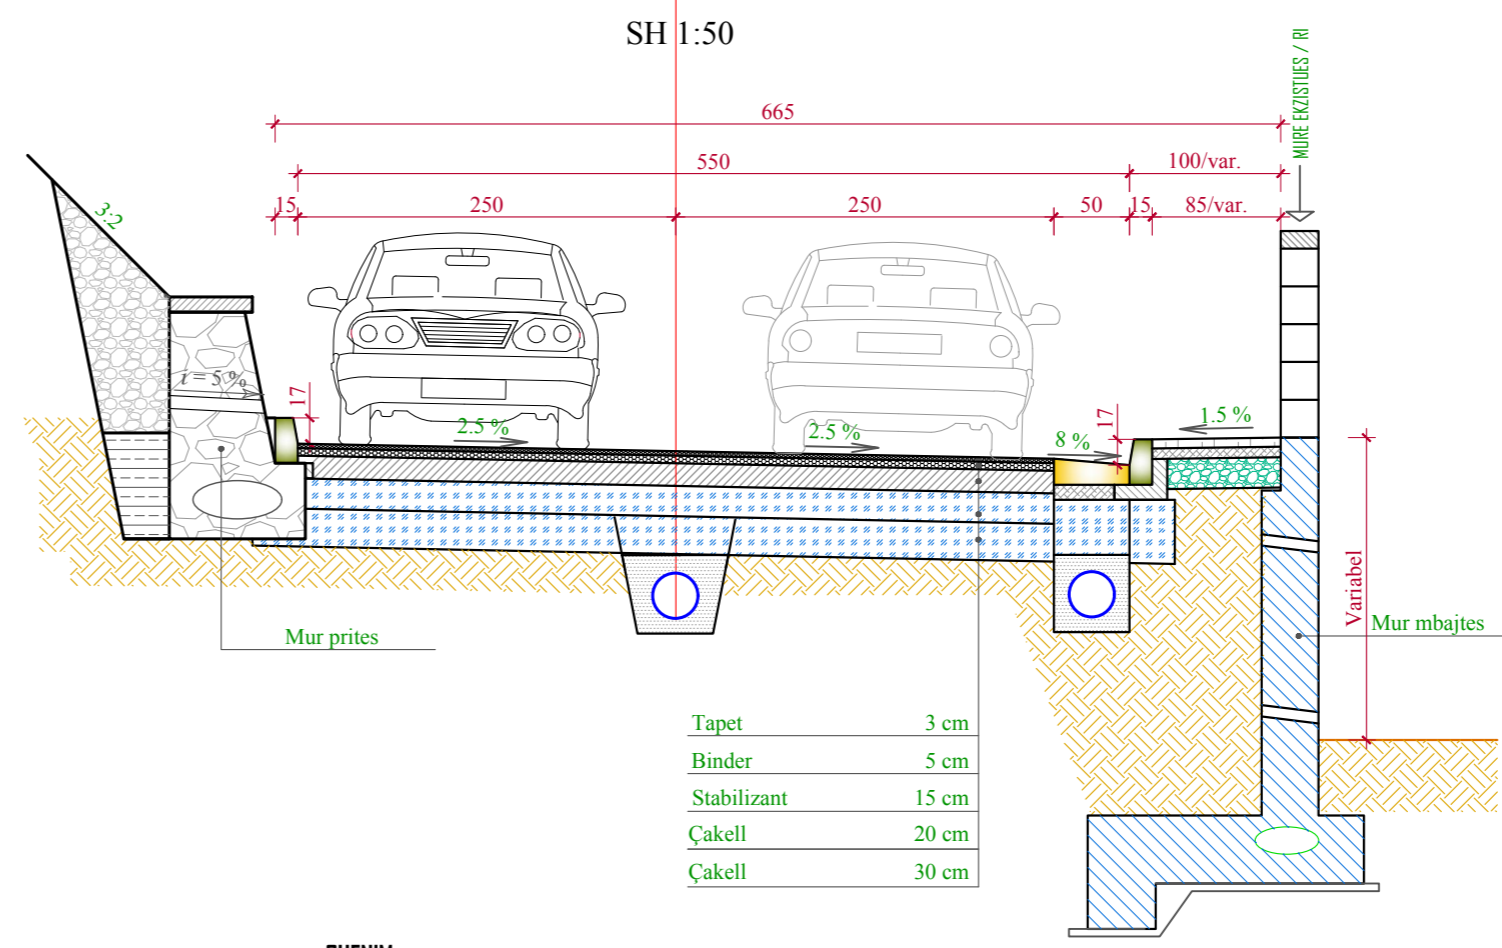 SH 1:50
MURE EKZISTUES / RI
665
550
100/var.
15
250
250
50
15
85/var.
3:2
i = 5%
17
2.5 %
2.5 %
8 %
17
1.5 %
Variabel
Mur prites
Mur mbajtes
Tapet 3 cm
Binder 5 cm
Stabilizant 15 cm
Çakell 20 cm
Çakell 30 cm